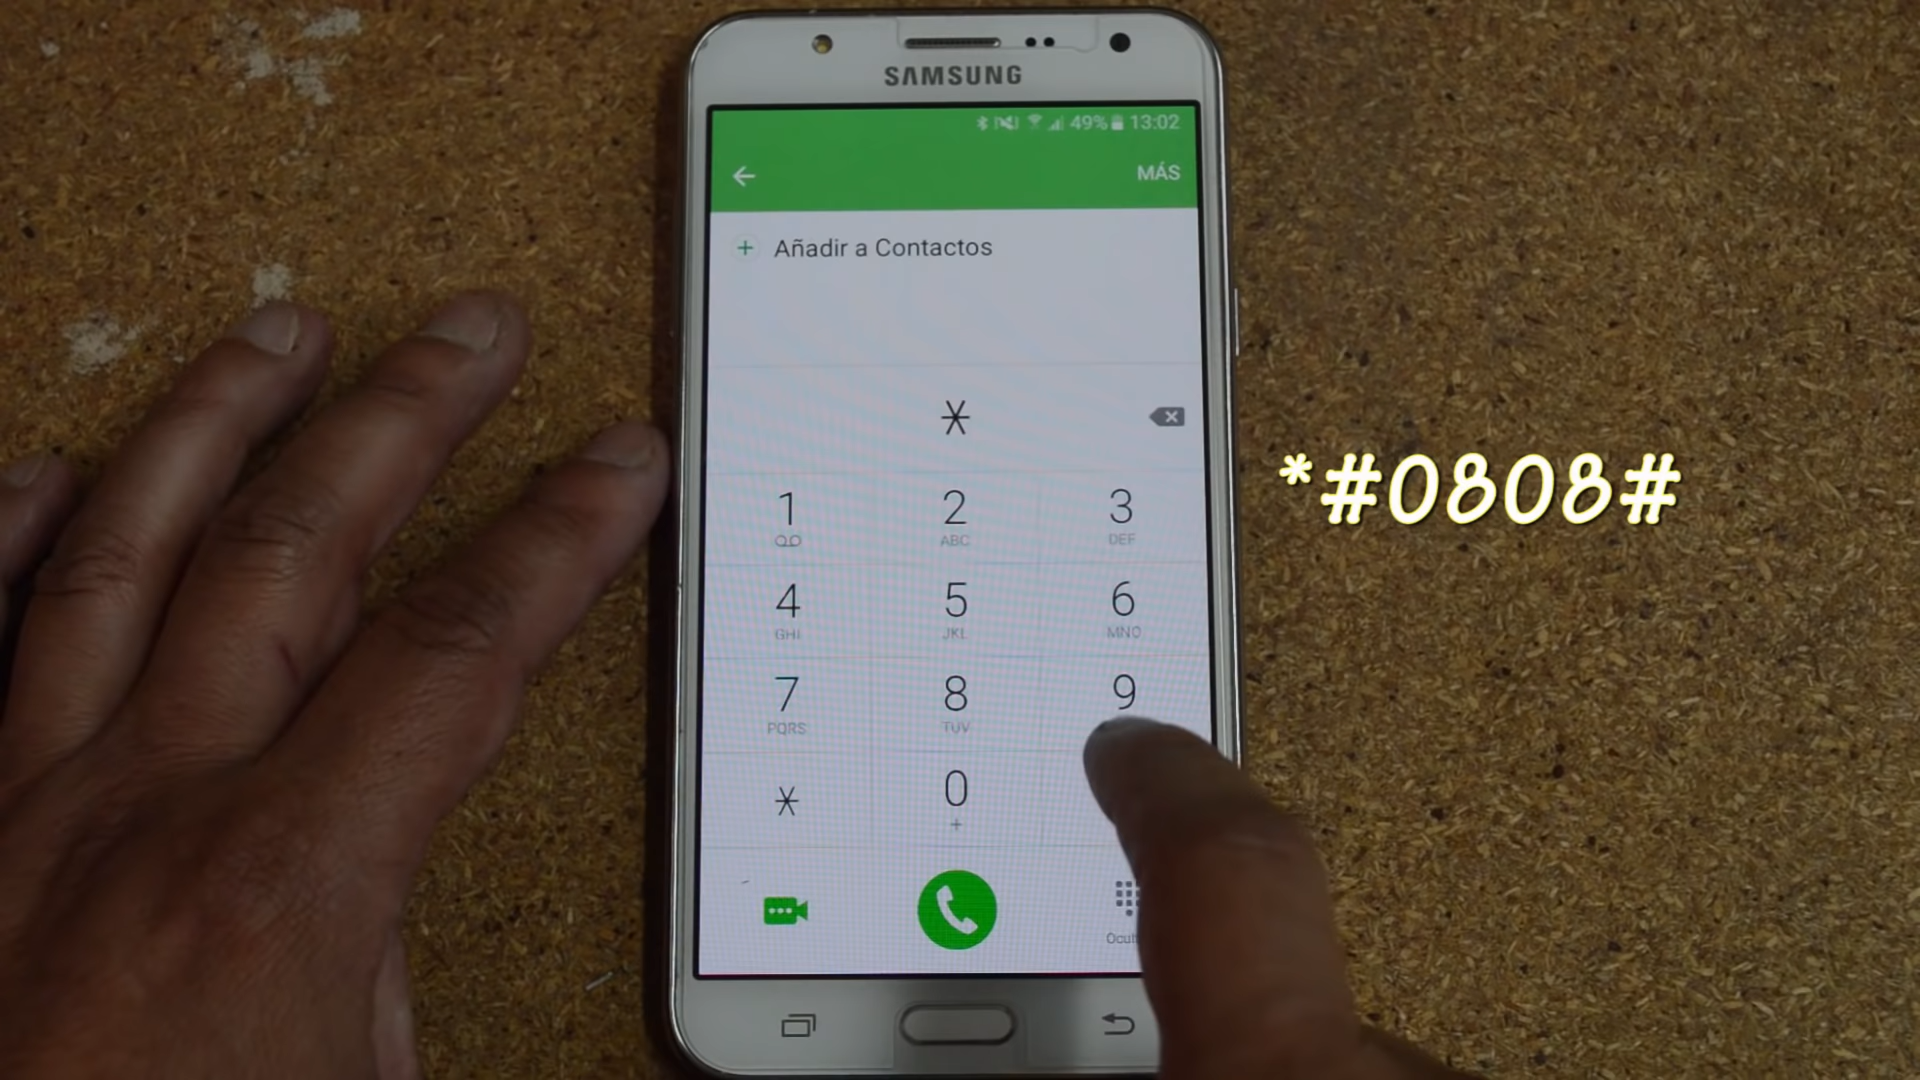 SAMSUNG
49% 13:02
MÁS
+ Añadir a Contactos
*
*#0808#
1 2 3
ABC DEF
4 5 6
GHI JKL MNO
7 8 9
PQRS TUV
* 0
+